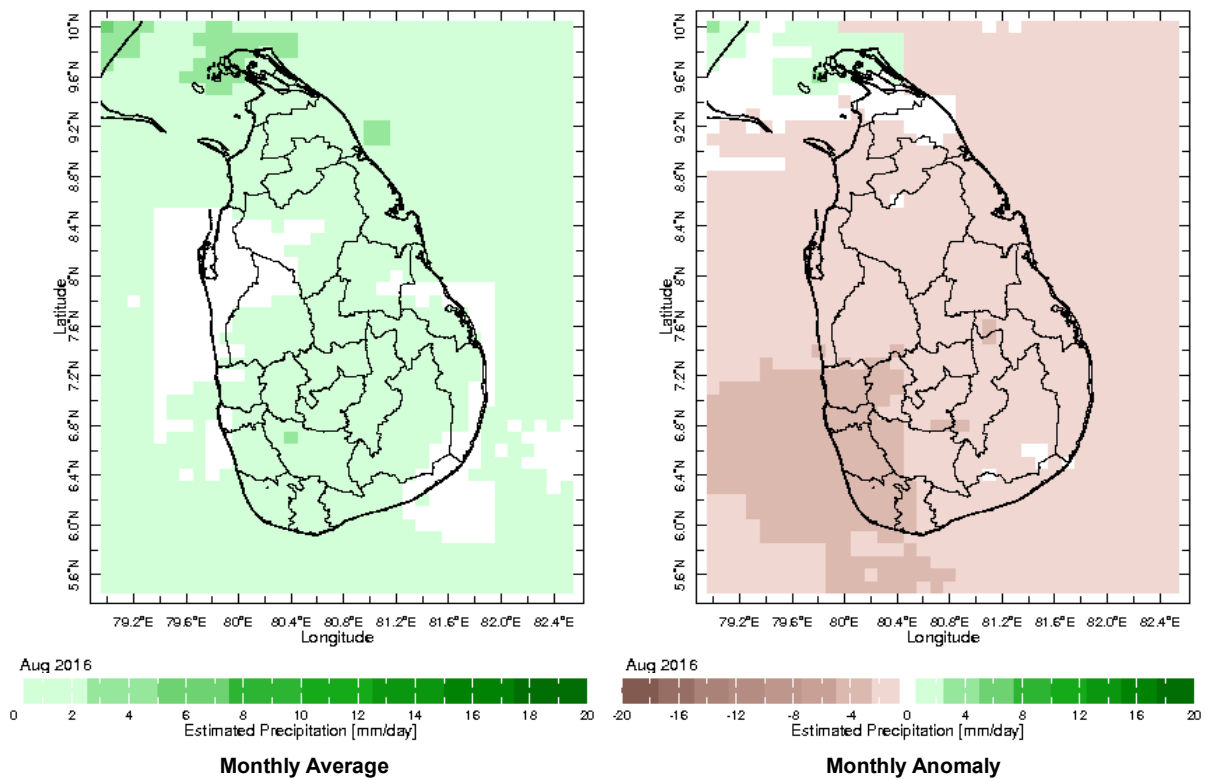 10°N
9.6°N
9.2°N
8.8°N
8.4°N
8°N
7.6°N
7.2°N
6.8°N
6.4°N
6.0°N
5.6°N
Latitude
79.2°E 79.6°E 80°E 80.4°E 80.8°E 81.2°E 81.6°E 82.0°E 82.4°E
Longitude
Aug 2016
0 2 4 6 8 10 12 14 16 20
Estimated Precipitation [mm/day]
Monthly Average
10°N
9.6°N
9.2°N
8.8°N
8.4°N
8°N
7.6°N
7.2°N
6.8°N
6.4°N
6.0°N
5.6°N
Latitude
79.2°E 79.6°E 80°E 80.4°E 80.8°E 81.2°E 81.6°E 82.0°E 82.4°E
Longitude
Aug 2016
-20 -16 -12 -8 -4 0 4 8 12 16 20
Estimated Precipitation [mm/day]
Monthly Anomaly